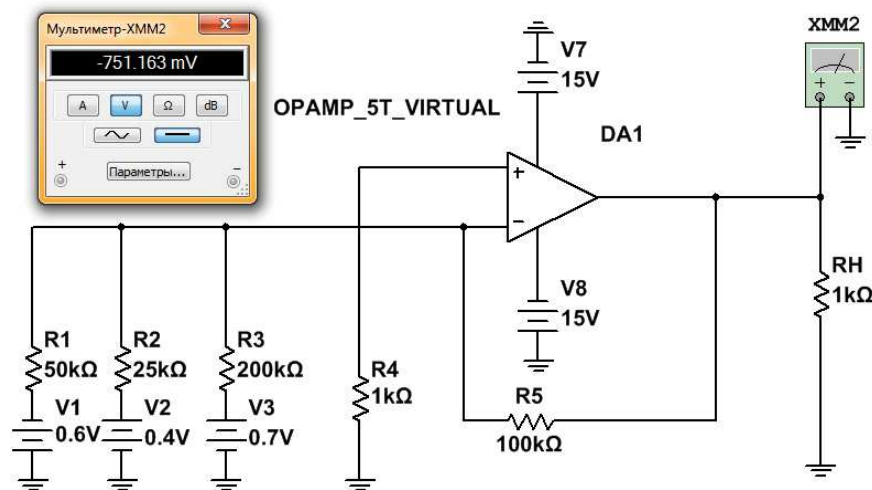 Мультиметр-XMM2
-751.163 mV
A
V
Ω
dB
+
−
Параметры...
OPAMP_5T_VIRTUAL
V7
15V
DA1
XMM2
+
−
+
−
V8
15V
R1
50kΩ
R2
25kΩ
R3
200kΩ
R4
1kΩ
R5
100kΩ
RH
1kΩ
V1
0.6V
V2
0.4V
V3
0.7V